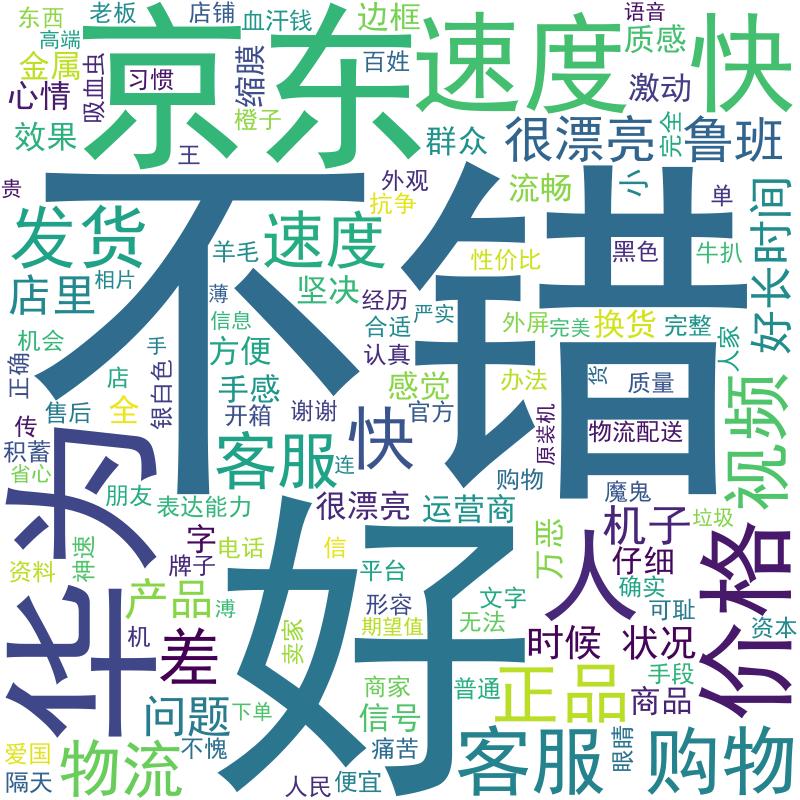 东西
老板
店铺
血汗钱
边框
语音
高端
京东
速度
快
质感
金属
吸血虫
习惯
缩膜
百姓
激动
心情
橙子
效果
群众
很漂亮
完全
鲁班
王
贵
不错
外观
抗争
流畅
小
单
好长时间
发货
速度
羊毛
性价比
黑色
牛扒
店里
相片
薄
坚决
经历
严实
外屏
完美
换货
完整
信息
合适
人家
机会
手
方便
认真
正确
店
银白色
手感
感觉
办法
货
质量
视频
售后
全
开箱
谢谢
官方
传
华为
客服
快
原装机
物流配送
积蓄
省心
连
购物
魔鬼
朋友
表达能力
很漂亮
运营商
机子
垃圾
字
电话
信
万恶
人
价格
资料
神速
牌子
平台
仔细
产品
溥
好
形容
文字
确实
机
卖家
期望值
无法
可耻
资本
差
时候
状况
商家
普通
正品
手段
问题
下单
信号
商品
爱国
物流
不愧
痛苦
客服
眼睛
购物
隔天
人民
便宜